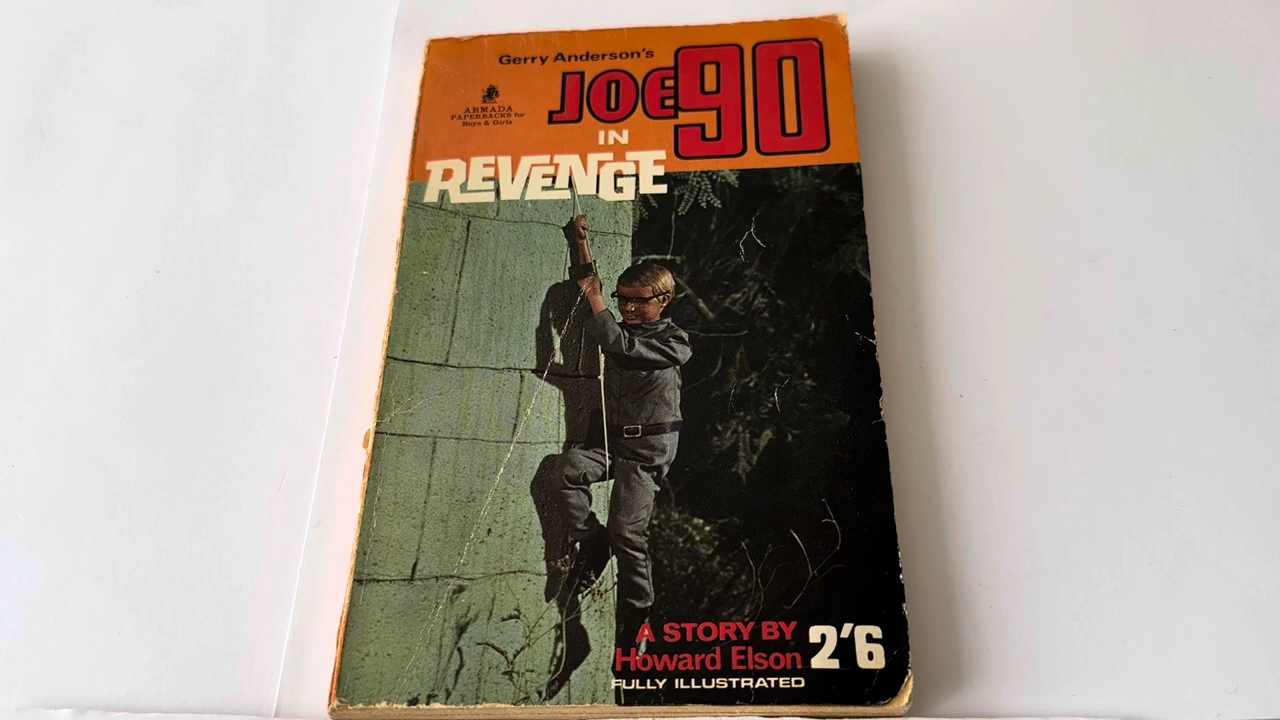 Gerry Anderson's
JOE 90
ARMADA
PAPERBACKS for
Boys & Girls
IN
REVENGE
A STORY BY
Howard Elson
2'6
FULLY ILLUSTRATED